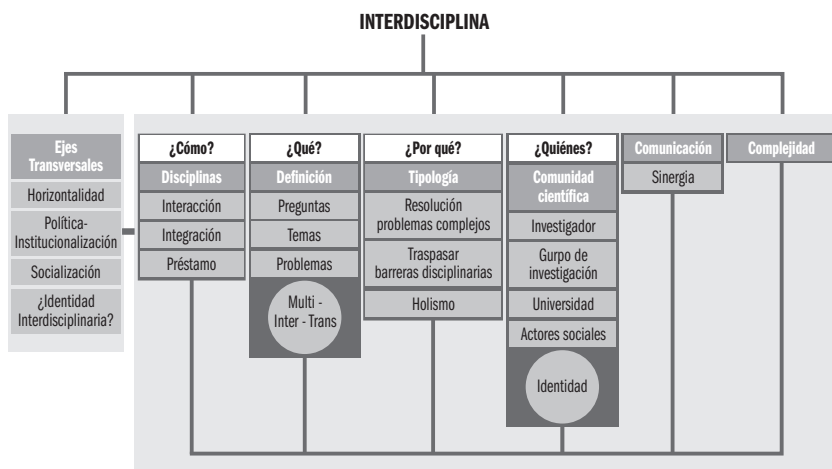 INTERDISCIPLINA
Ejes
Transversales
Horizontalidad
Política-
Institucionalización
Socialización
¿Identidad
Interdisciplinaria?
¿Cómo?
Disciplinas
Interacción
Integración
Préstamo
¿Qué?
Definición
Preguntas
Temas
Problemas
Multi -
Inter - Trans
¿Por qué?
Tipología
Resolución
problemas complejos
Traspasar
barreras disciplinarias
Holismo
¿Quiénes?
Comunidad
científica
Investigador
Gurpo de
investigación
Universidad
Actores sociales
Identidad
Comunicación
Sinergia
Complejidad